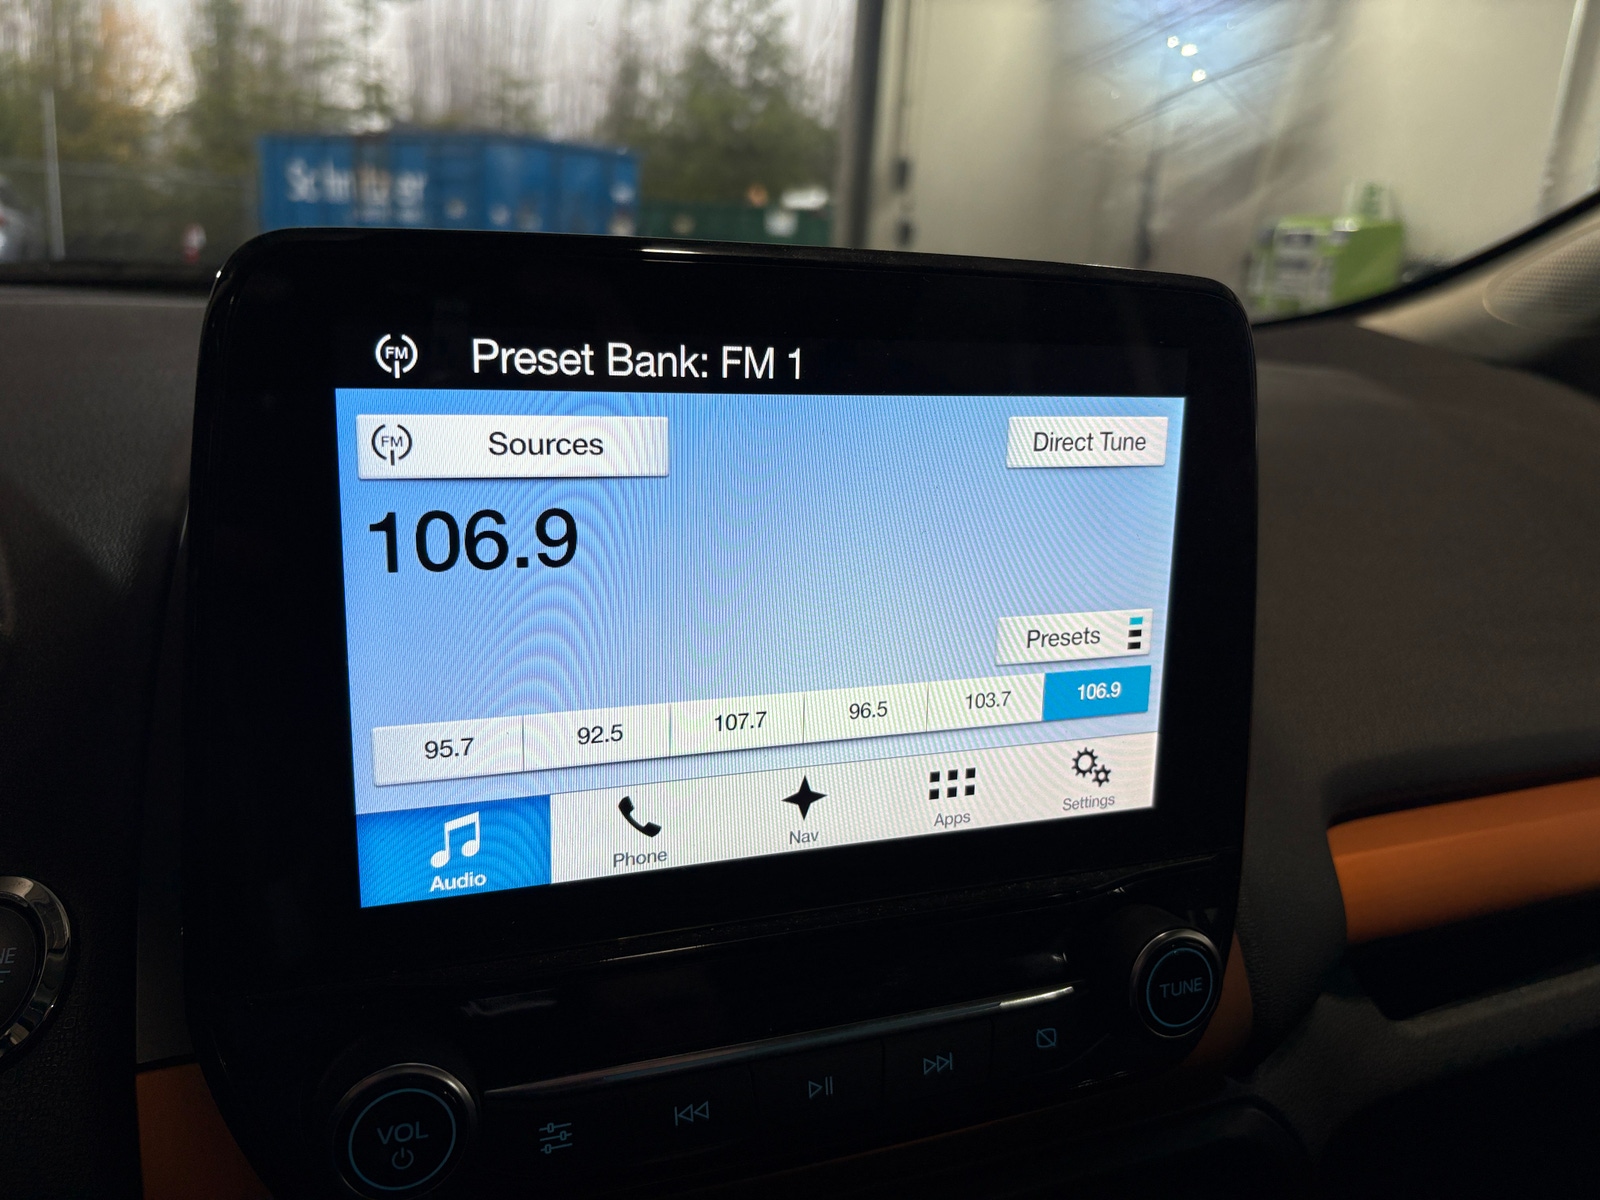 FM Preset Bank: FM 1
FM Sources
Direct Tune
106.9
Presets
95.7 92.5 107.7 96.5 103.7 106.9
Audio Phone Nav Apps Settings
TUNE
VOL